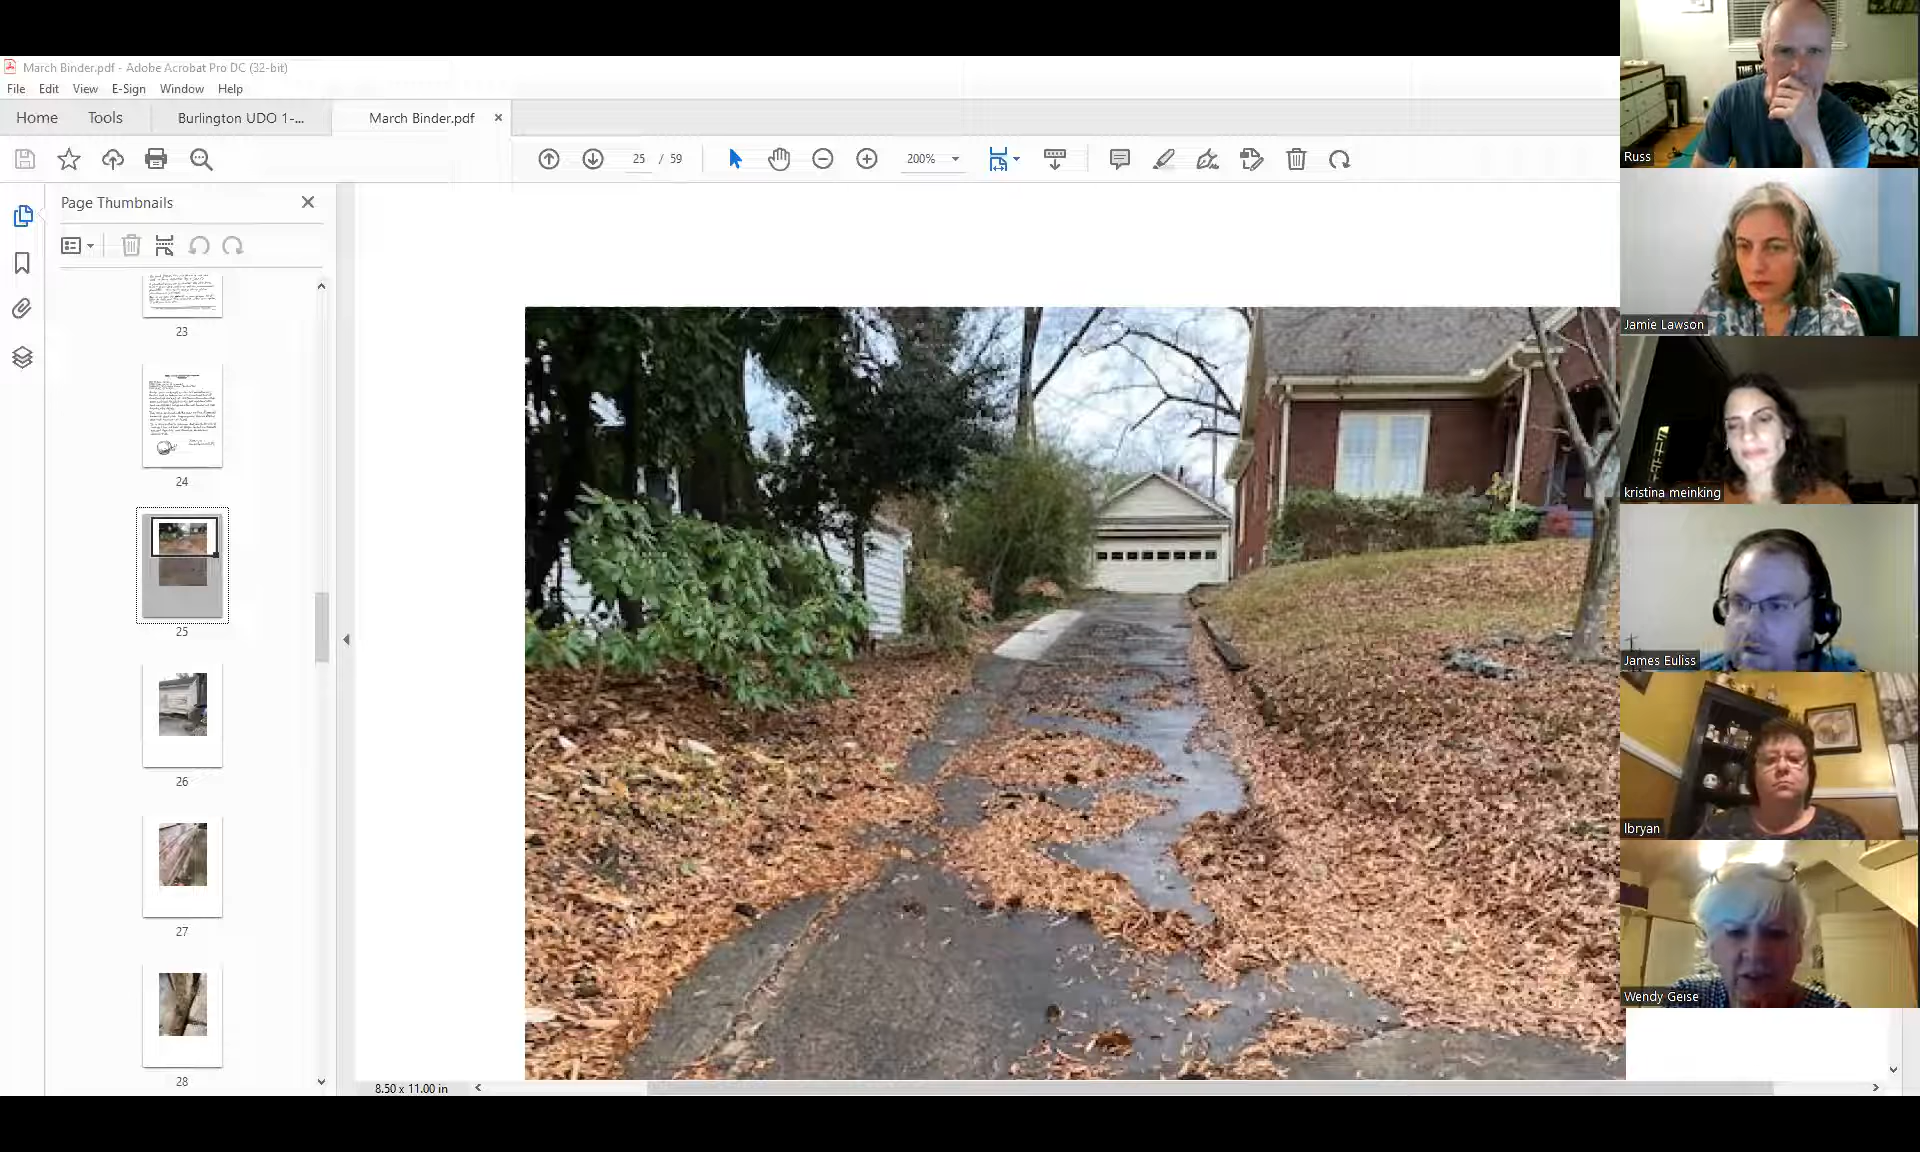 March Binder.pdf - Adobe Acrobat Pro DC (32-bit)
File Edit View E-Sign Window Help
Home Tools Burlington UDO 1-... March Binder.pdf
25 / 59 200%
Page Thumbnails
23
24
25
26
27
28
8.50 x 11.00 in
Russ
Jamie Lawson
kristina meinking
James Euliss
lbryan
Wendy Geise